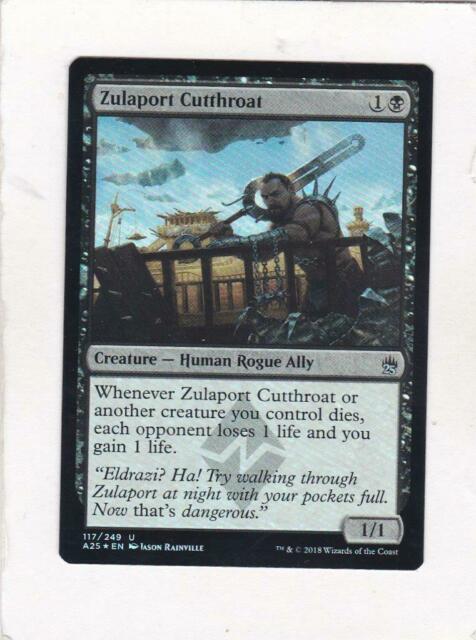 Zulaport Cutthroat 1
Creature — Human Rogue Ally
25
Whenever Zulaport Cutthroat or
another creature you control dies,
each opponent loses 1 life and you
gain 1 life.
“Eldrazi? Ha! Try walking through
Zulaport at night with your pockets full.
Now that’s dangerous.”
1/1
117/249 U
A25 ★ EN Jason Rainville
™ & © 2018 Wizards of the Coast